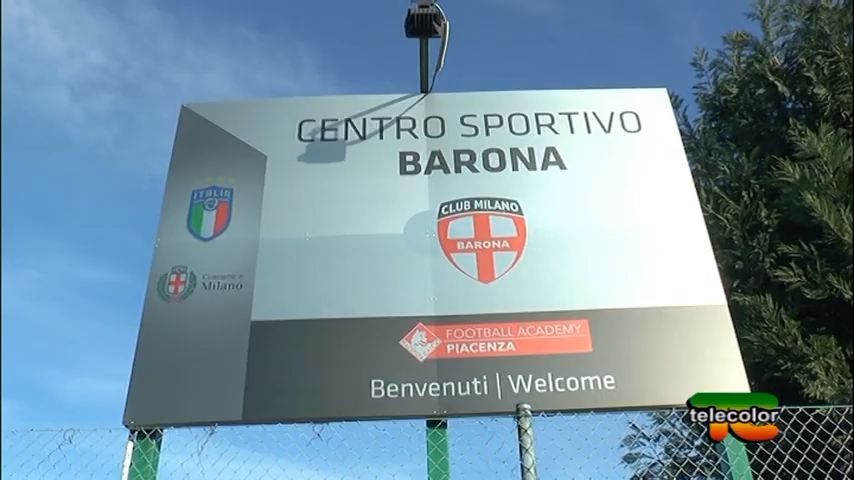 CENTRO SPORTIVO
BARONA
ITALIA
CLUB MILANO
BARONA
Comune di
Milano
FOOTBALL ACADEMY
PIACENZA
Benvenuti | Welcome
telecolor